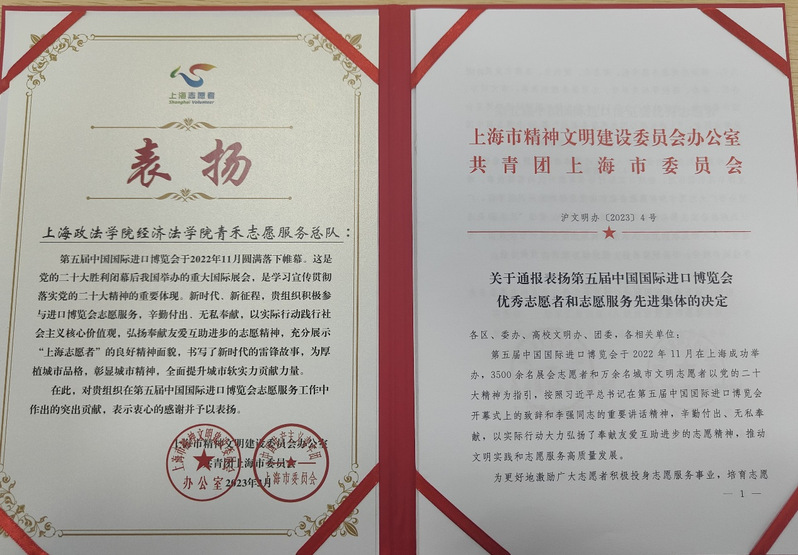 上海志愿者
Shanghai Volunteer
表扬
上海政法学院经济法学院青禾志愿服务总队：
第五届中国国际进口博览会于2022年11月圆满落下帷幕。这是
党的二十大胜利闭幕后我国举办的重大国际展会，是学习宣传贯彻
落实党的二十大精神的重要体现。新时代、新征程，贵组织积极参
与进口博览会志愿服务，辛勤付出、无私奉献，以实际行动践行社
会主义核心价值观，弘扬奉献友爱互助进步的志愿精神，充分展示
“上海志愿者”的良好精神面貌，书写了新时代的雷锋故事，为厚
植城市品格，彰显城市精神，全面提升城市软实力贡献力量。
在此，对贵组织在第五届中国国际进口博览会志愿服务工作中
作出的突出贡献，表示衷心的感谢并予以表扬。
上海市精神文明建设委员会办公室
共青团上海市委员会
2023年3月
办公室
上海市委员会
上海市精神文明建设委员会办公室
共青团上海市委员会
沪文明办〔2023〕4号
关于通报表扬第五届中国国际进口博览会
优秀志愿者和志愿服务先进集体的决定
各区、委办、高校文明办、团委，各相关单位：
第五届中国国际进口博览会于 2022 年 11 月在上海成功举
办，3500 余名展会志愿者和万余名城市文明志愿者以党的二十
大精神为指引，按照习近平总书记在第五届中国国际进口博览会
开幕式上的致辞和李强同志的重要讲话精神，辛勤付出、无私奉
献，以实际行动大力弘扬了奉献友爱互助进步的志愿精神，推动
文明实践和志愿服务高质量发展。
为更好地激励广大志愿者积极投身志愿服务事业，培育志愿
— 1 —